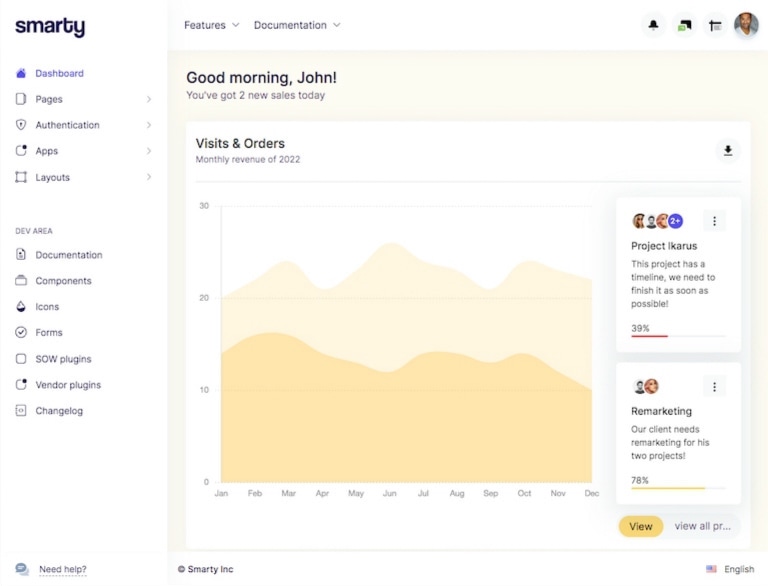 smarty
Features
Documentation
Dashboard
Pages
Authentication
Apps
Layouts
DEV AREA
Documentation
Components
Icons
Forms
SOW plugins
Vendor plugins
Changelog
Need help?
Good morning, John!
You've got 2 new sales today
Visits & Orders
Monthly revenue of 2022
30
20
10
0
Jan Feb Mar Apr May Jun Jul Aug Sep Oct Nov Dec
2+
Project Ikarus
This project has a
timeline, we need to
finish it as soon as
possible!
39%
Remarketing
Our client needs
remarketing for his
two projects!
78%
View
view all pr...
© Smarty Inc
English